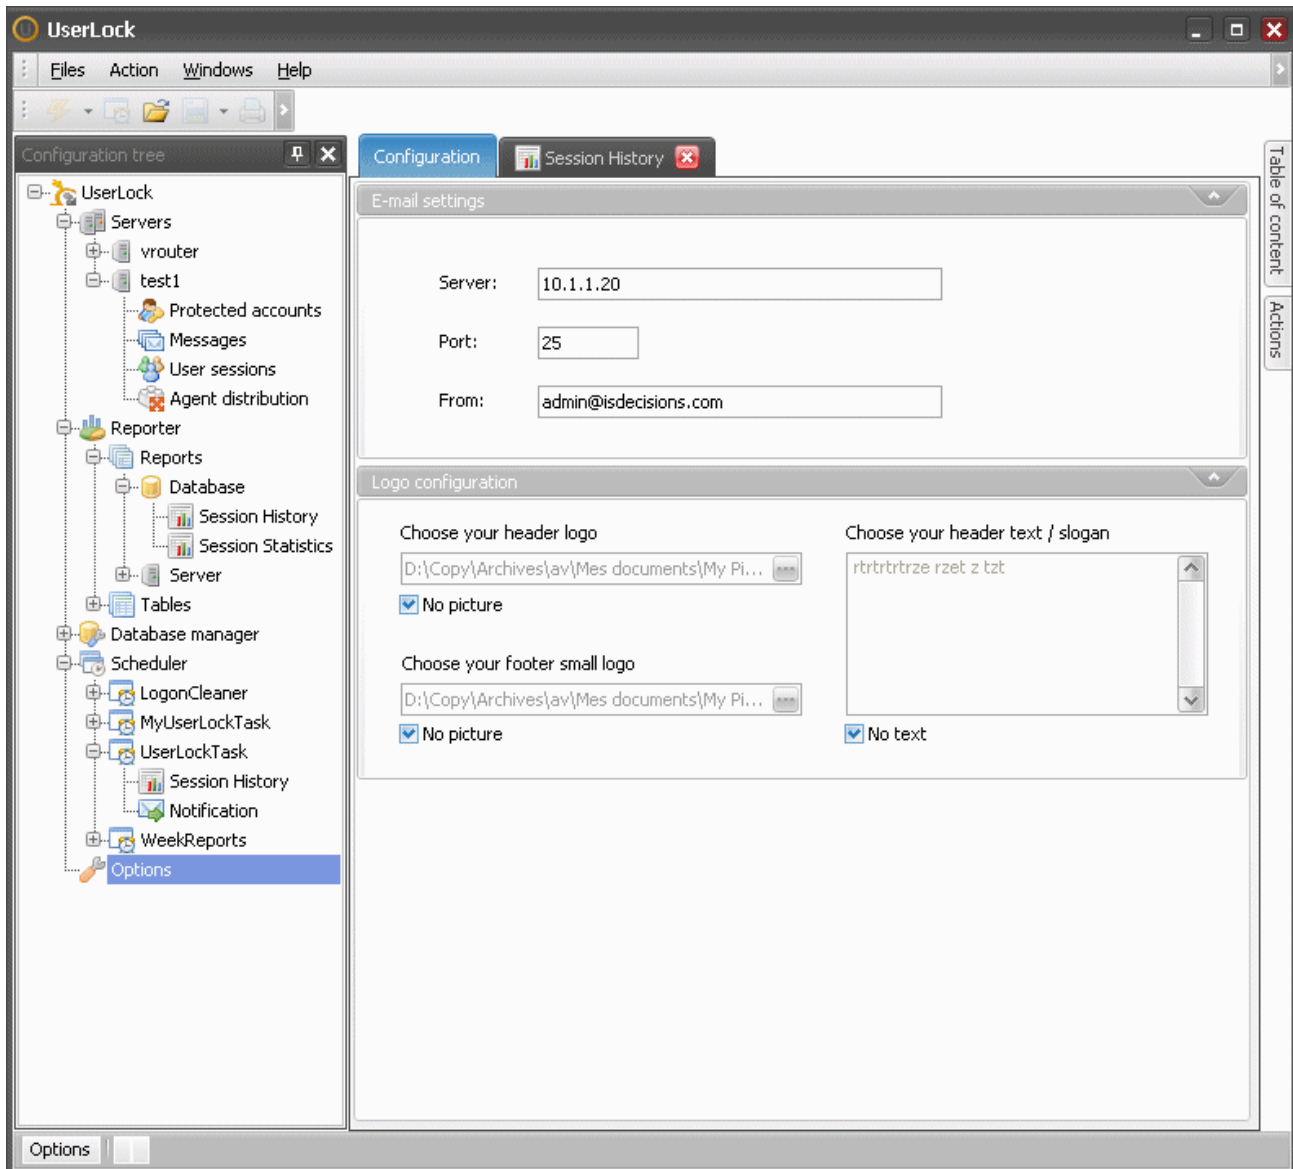 UserLock
Files Action Windows Help
Configuration tree
UserLock
Servers
vrouter
test1
Protected accounts
Messages
User sessions
Agent distribution
Reporter
Reports
Database
Session History
Session Statistics
Server
Tables
Database manager
Scheduler
LogonCleaner
MyUserLockTask
UserLockTask
Session History
Notification
WeekReports
Options
Configuration Session History
E-mail settings
Server: 10.1.1.20
Port: 25
From: admin@isdecisions.com
Logo configuration
Choose your header logo
D:\Copy\Archives\av\Mes documents\My Pi... ...
No picture
Choose your footer small logo
D:\Copy\Archives\av\Mes documents\My Pi... ...
No picture
Choose your header text / slogan
rtrtrtrtrze rzet z tzt
No text
Table of content
Actions
Options